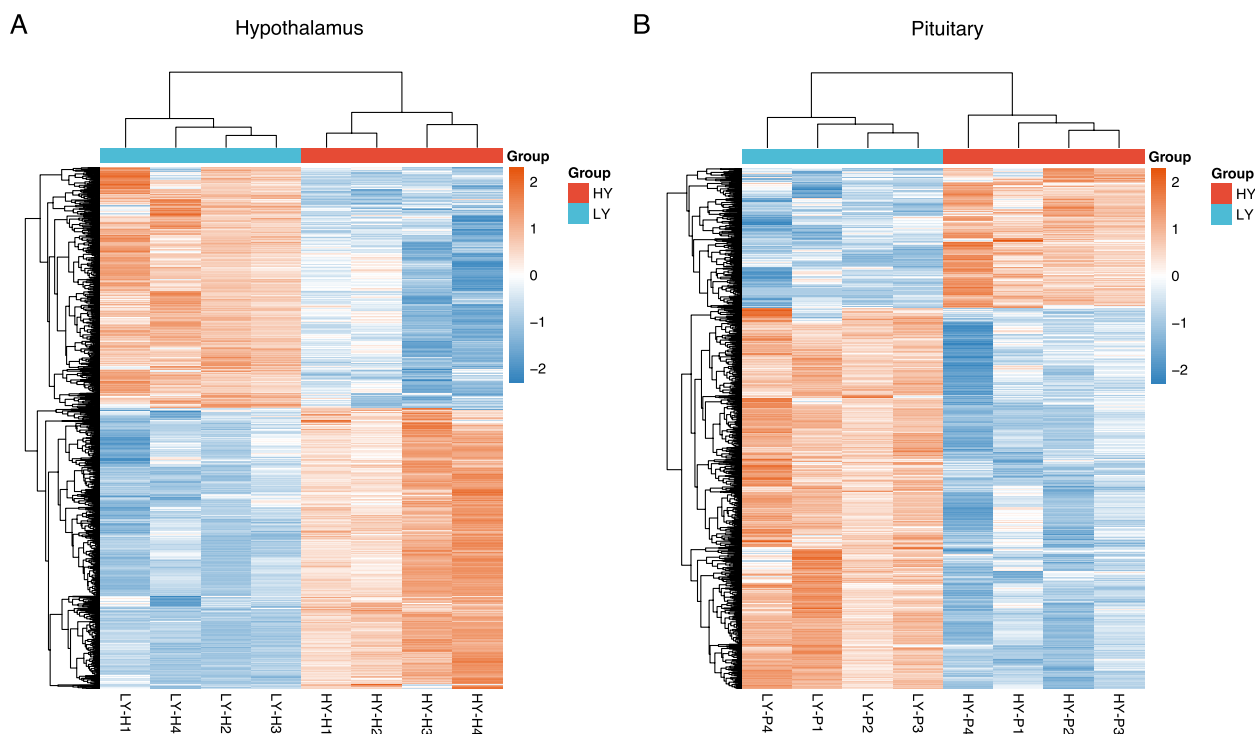 A
Hypothalamus
Group
2
1
0
−1
−2
Group
HY
LY
LY-H1
LY-H4
LY-H2
LY-H3
HY-H1
HY-H2
HY-H3
HY-H4
B
Pituitary
Group
2
1
0
−1
−2
Group
HY
LY
LY-P4
LY-P1
LY-P2
LY-P3
HY-P4
HY-P1
HY-P2
HY-P3